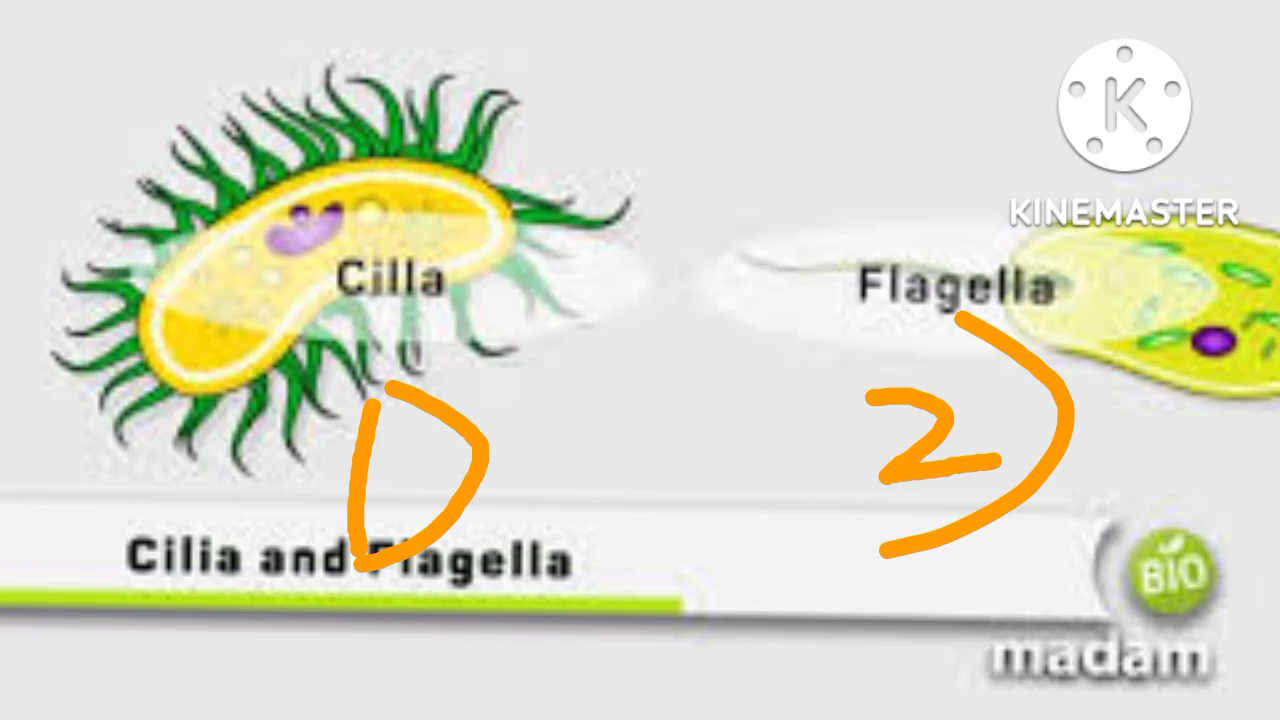 K
KINEMASTER
Cilla
Flagella
1)
2)
Cilia and Flagella
BIO
madam